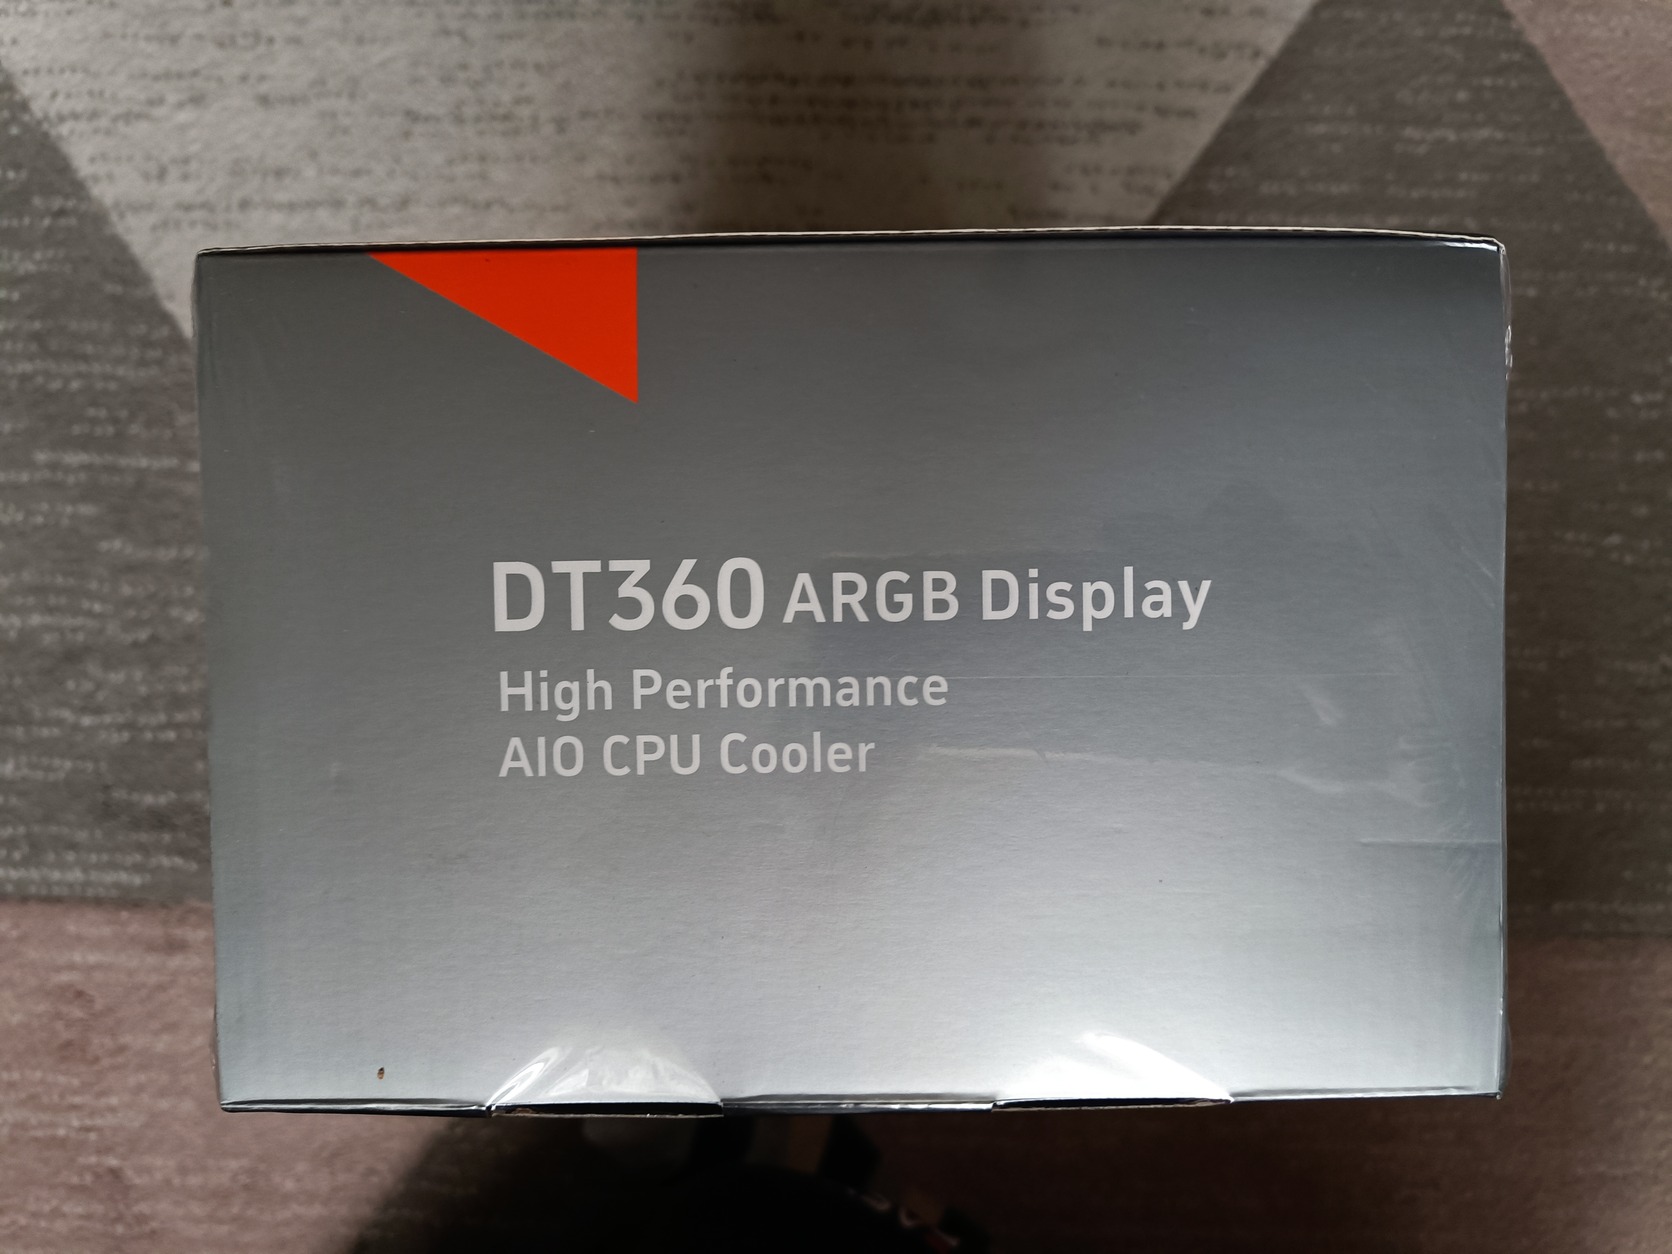 DT360 ARGB Display
High Performance
AIO CPU Cooler